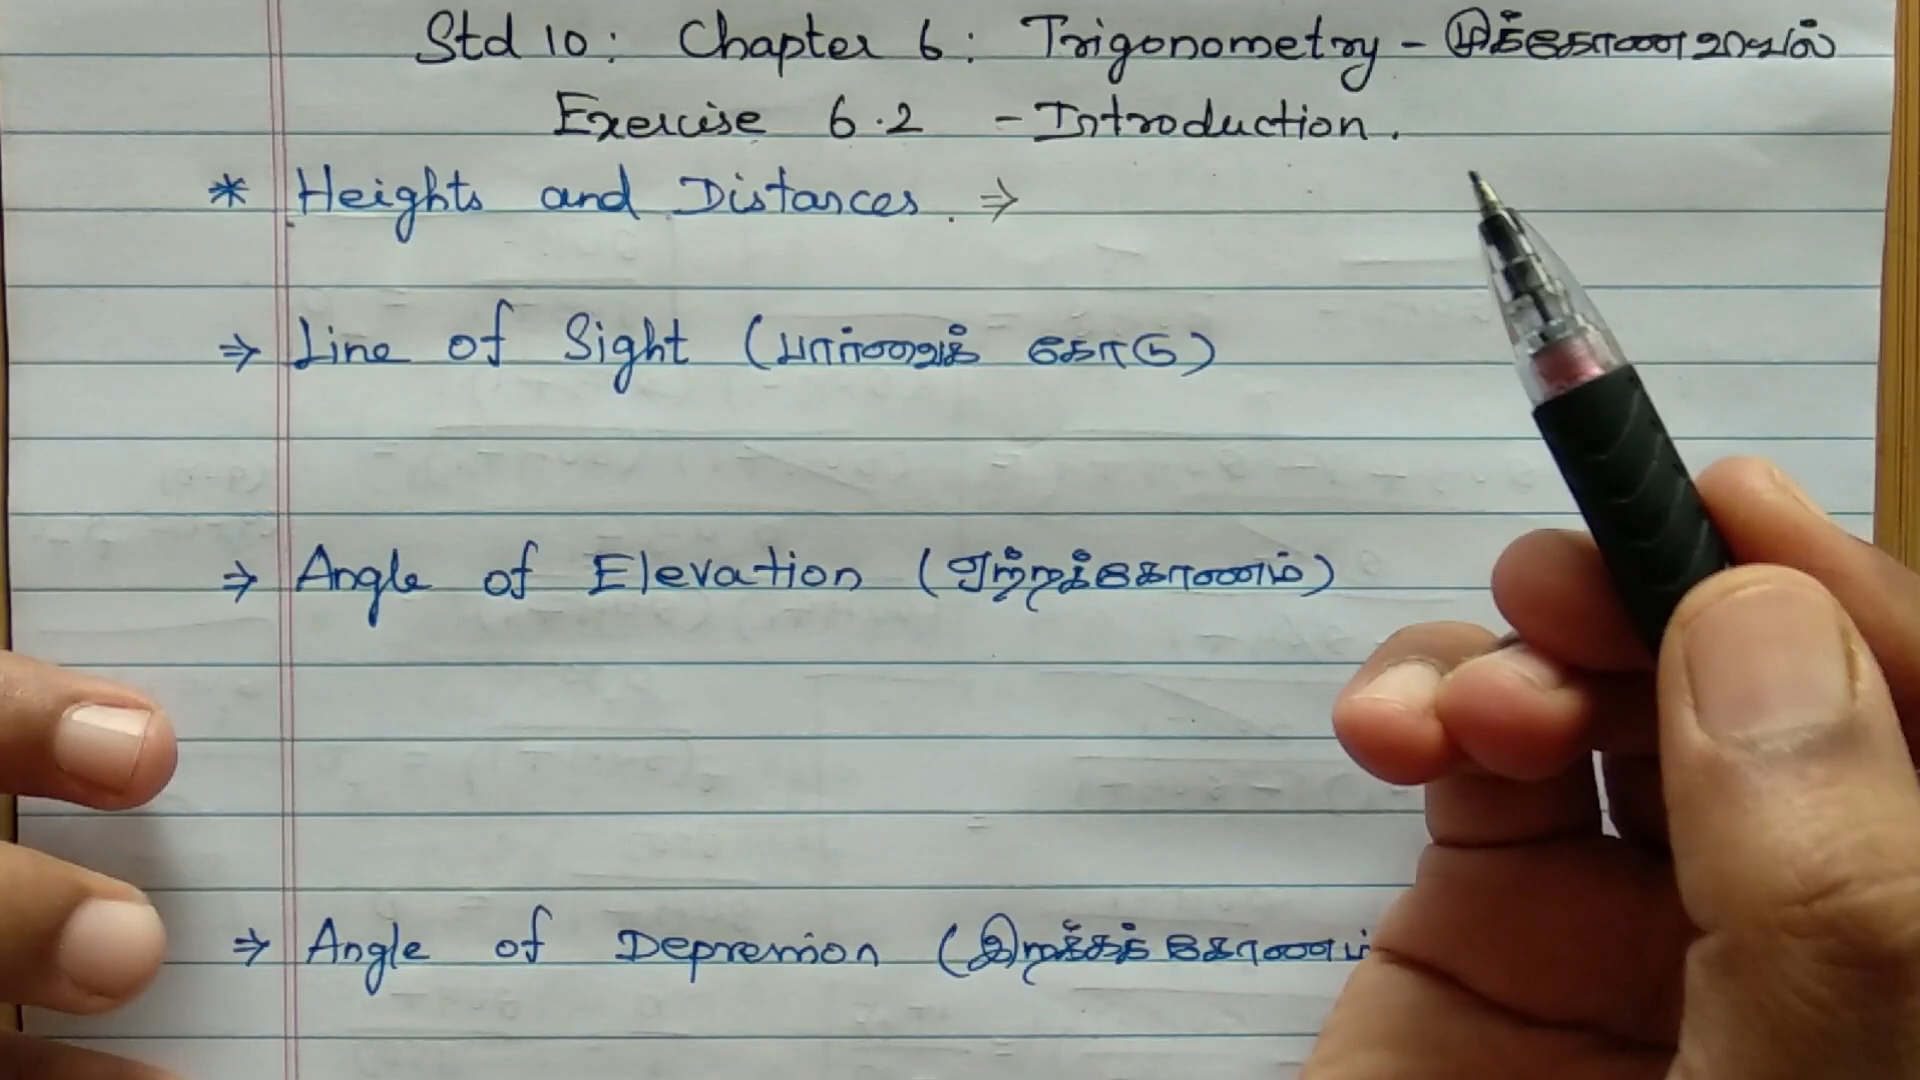 Std 10: Chapter 6: Trigonometry - முக்கோணவியல்
Exercise 6.2 - Introduction.
* Heights and Distances. ⇒
⇒ Line of Sight (பார்வைக் கோடு)
⇒ Angle of Elevation (ஏற்றக்கோணம்)
⇒ Angle of Depression (இறக்கக் கோணம்